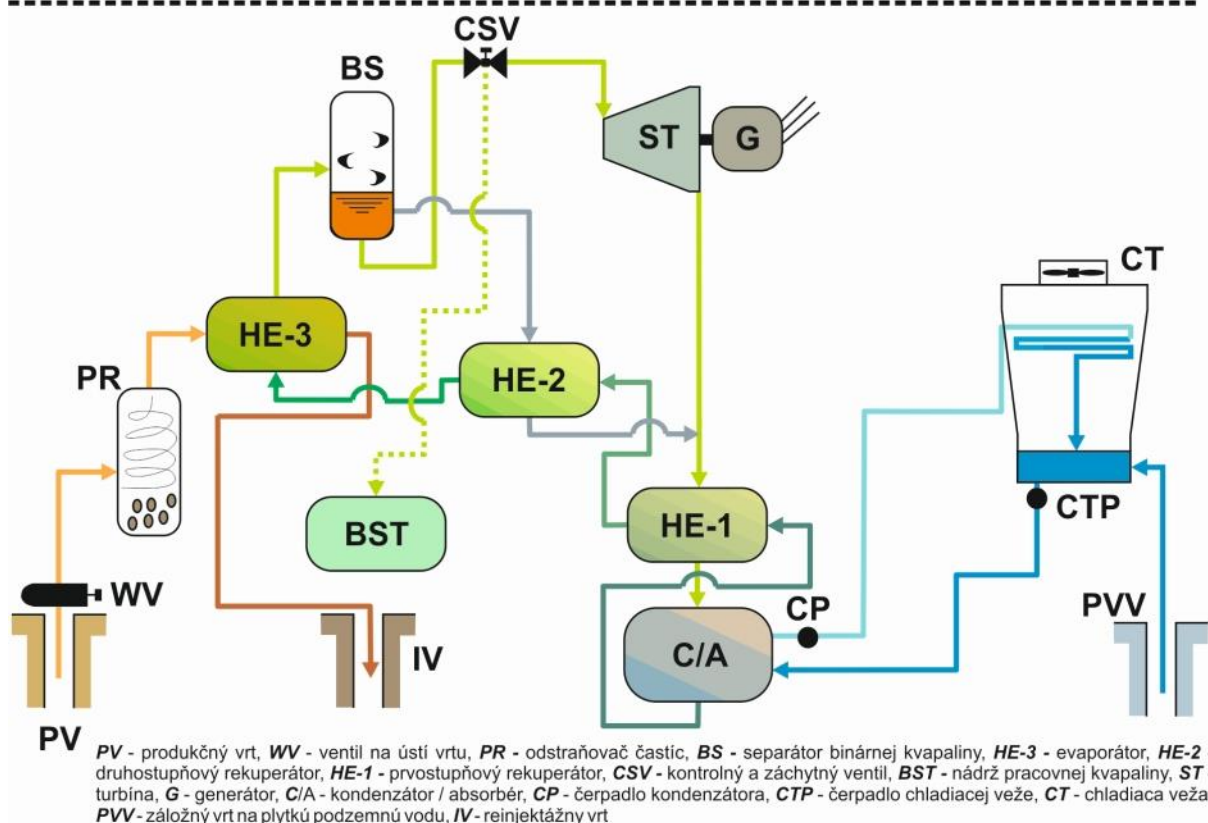 CSV
BS
ST
G
CT
HE-3
HE-2
PR
CTP
HE-1
BST
WV
CP
PVV
C/A
IV
PV
PV - produkčný vrt, WV - ventil na ústí vrtu, PR - odstraňovač častíc, BS - separátor binárnej kvapaliny, HE-3 - evaporátor, HE-2 -
druhostupňový rekuperátor, HE-1 - prvostupňový rekuperátor, CSV - kontrolný a záchytný ventil, BST - nádrž pracovnej kvapaliny, ST -
turbína, G - generátor, C/A - kondenzátor / absorbér, CP - čerpadlo kondenzátora, CTP - čerpadlo chladiacej veže, CT - chladiaca veža
PVV - záložný vrt na plytkú podzemnú vodu, IV - reinjektážny vrt